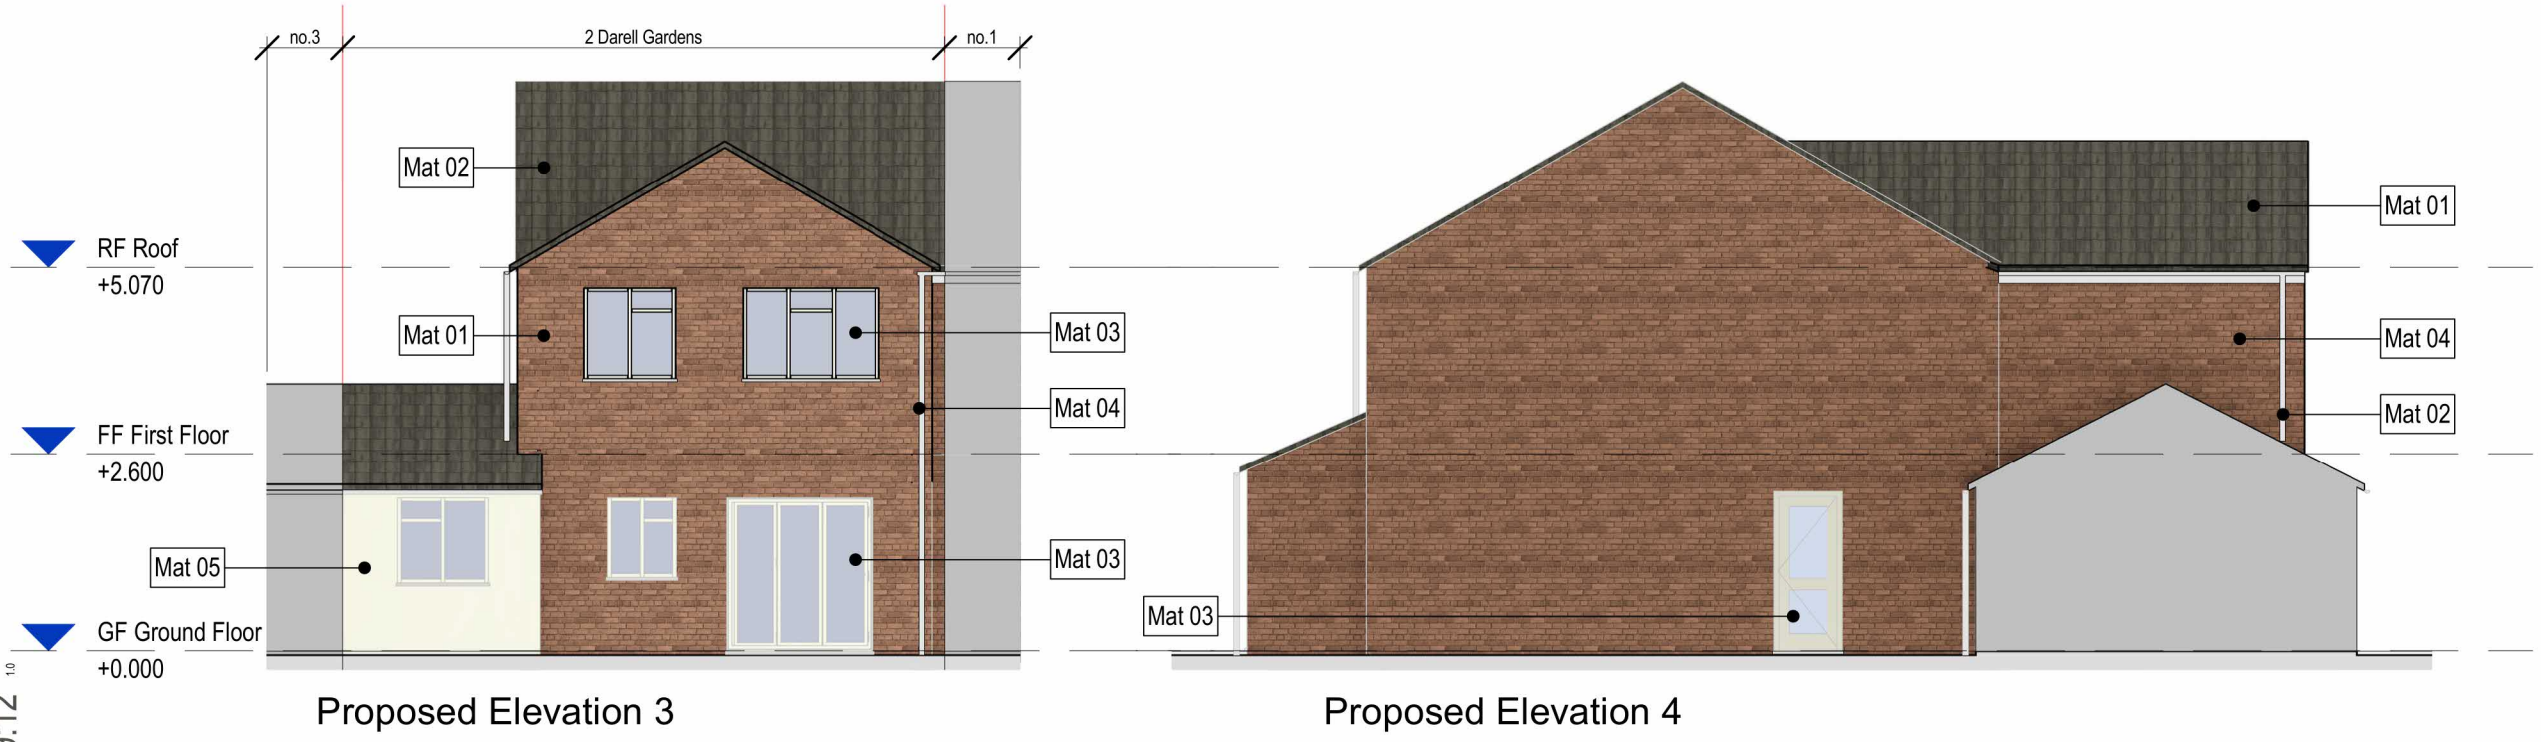 no.3
2 Darell Gardens
no.1
Mat 02
Mat 01
RF Roof
+5.070
Mat 01
Mat 03
Mat 04
Mat 04
Mat 02
FF First Floor
+2.600
Mat 05
Mat 03
Mat 03
GF Ground Floor
+0.000
1.0
Proposed Elevation 3
Proposed Elevation 4